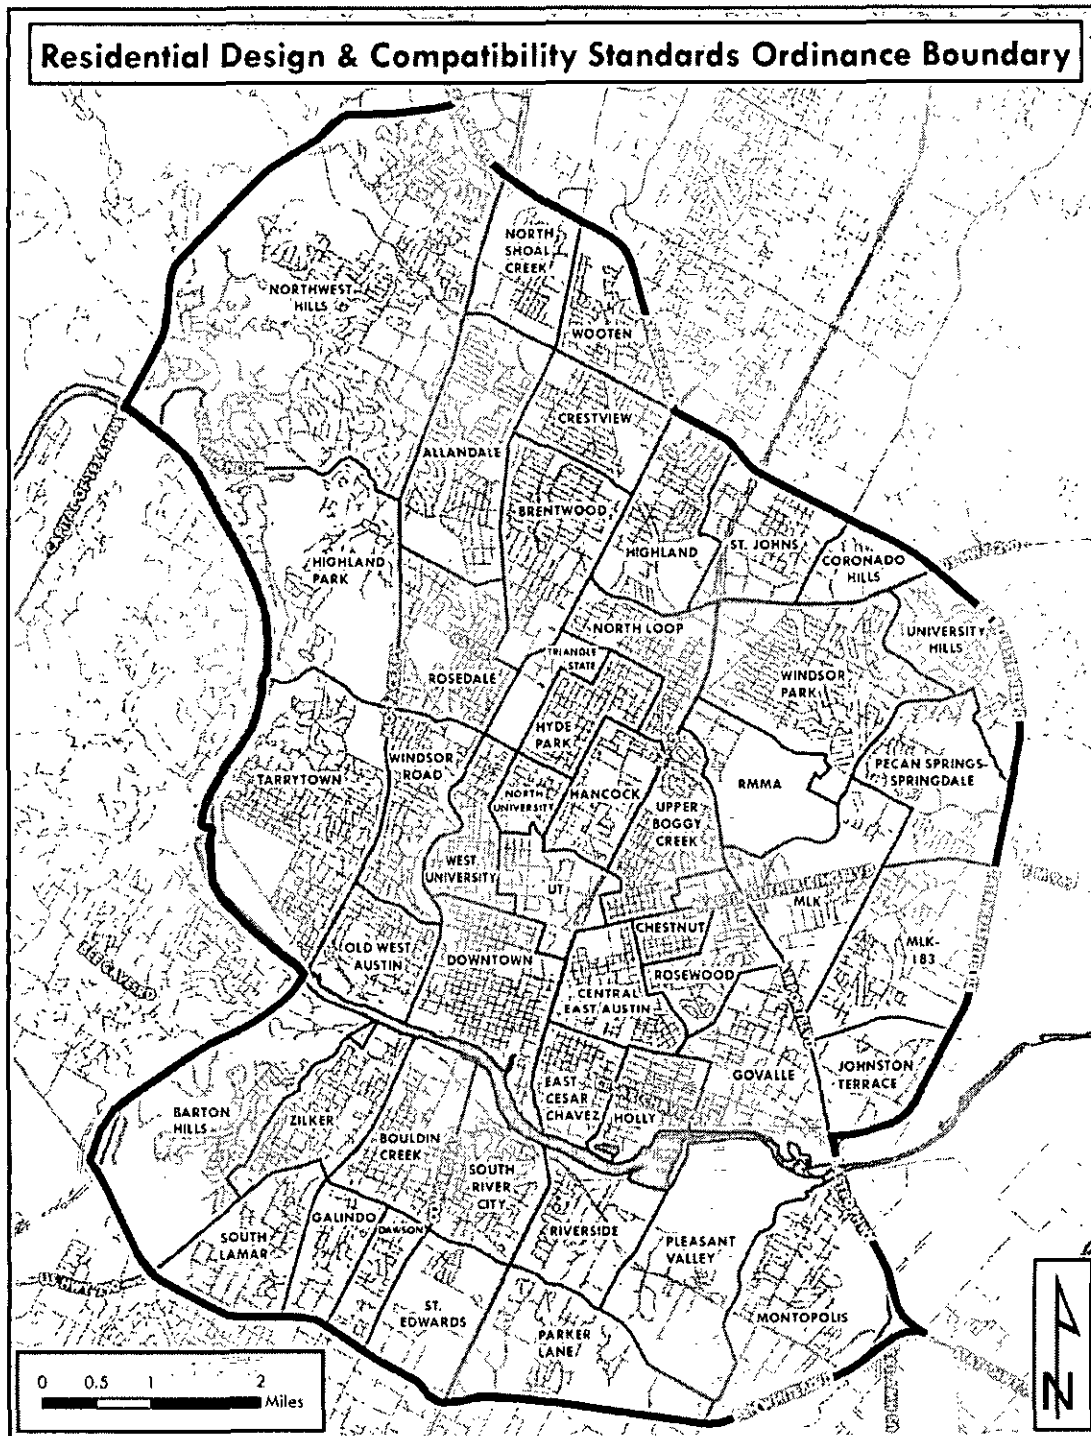 Residential Design & Compatibility Standards Ordinance Boundary
NORTH
SHOAL
CREEK
NORTHWEST
HILLS
WOOTEN
CRESTVIEW
ALLANDALE
BRENTWOOD
HIGHLAND
ST. JOHNS
CORONADO
HILLS
HIGHLAND
PARK
NORTH LOOP
UNIVERSITY
HILLS
TRIANGLE
STATE
ROSEDALE
WINDSOR
PARK
HYDE
PARK
WINDSOR
ROAD
TARRYTOWN
PECAN SPRINGS-
SPRINGDALE
RMMA
NORTH
UNIVERSITY
HANCOCK
UPPER
BOGGY
CREEK
WEST
UNIVERSITY
UT
MLK
CHESTNUT
OLD WEST
AUSTIN
DOWNTOWN
MLK-
183
ROSEWOOD
CENTRAL
EAST AUSTIN
JOHNSTON
TERRACE
GOVALLE
EAST
CESAR
CHAVEZ
HOLLY
BARTON
HILLS
ZILKER
BOULDIN
CREEK
SOUTH
RIVER
CITY
GALINDO
DAWSON
RIVERSIDE
SOUTH
LAMAR
PLEASANT
VALLEY
ST.
EDWARDS
MONTOPOLIS
PARKER
LANE
0 0.5 1 2
Miles
N